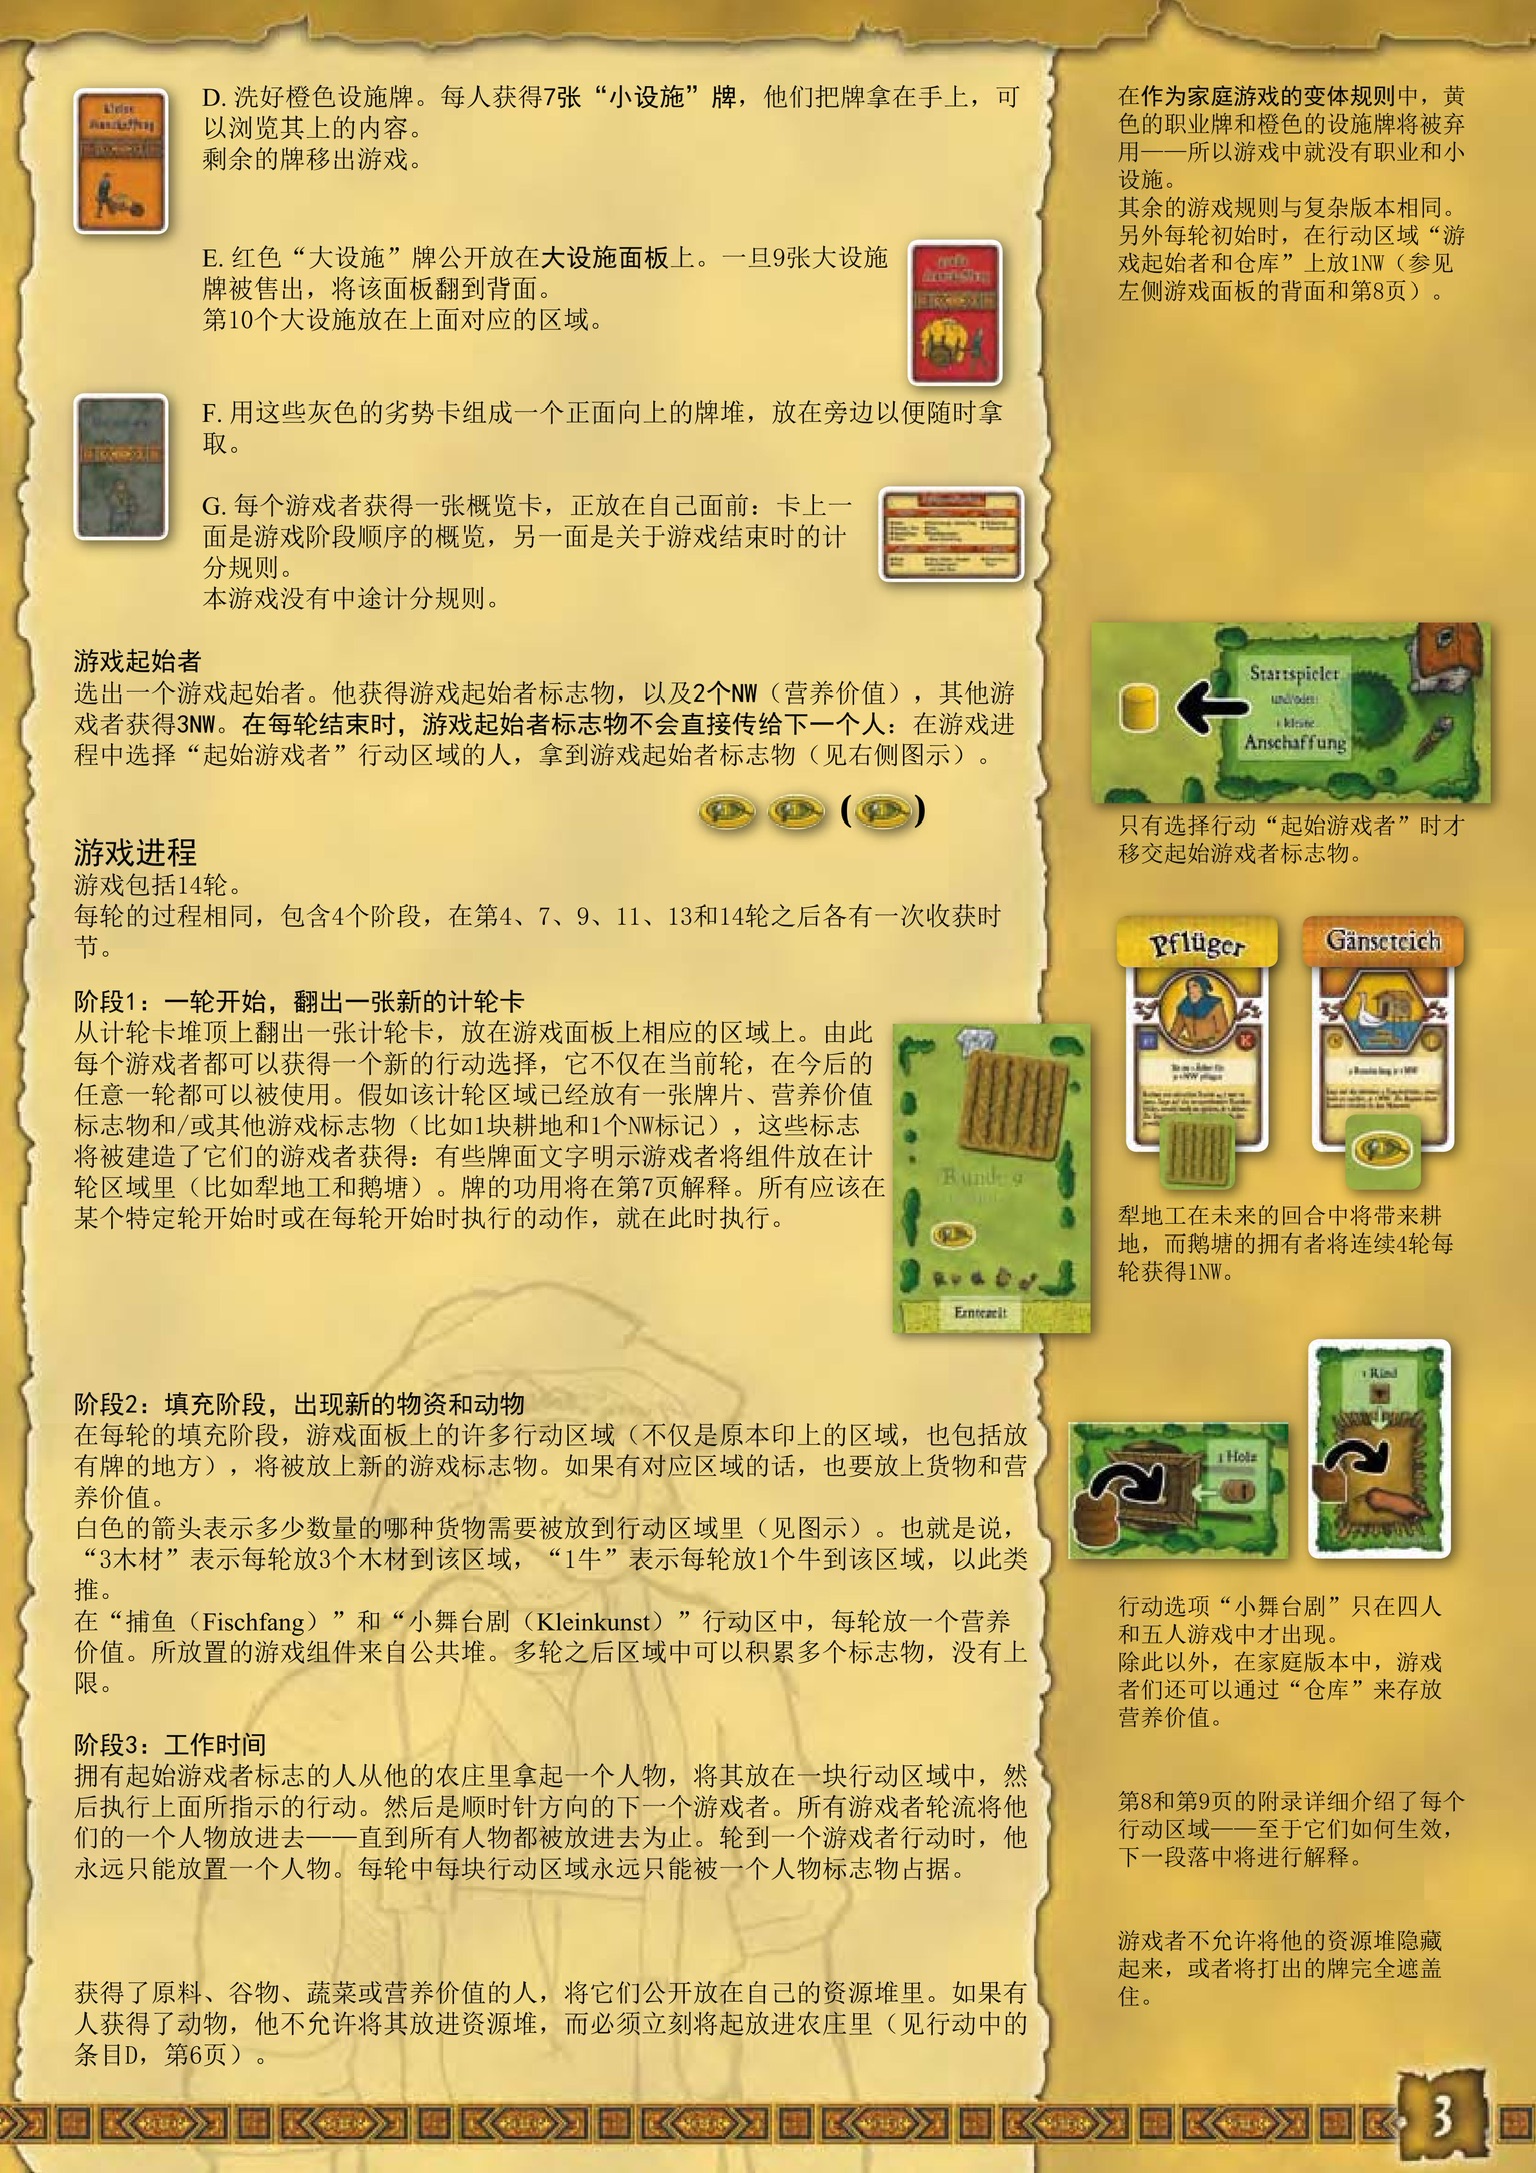 D. 洗好橙色设施牌。每人获得7张“小设施”牌，他们把牌拿在手上，可
以浏览其上的内容。
剩余的牌移出游戏。
E. 红色“大设施”牌公开放在大设施面板上。一旦9张大设施
牌被售出，将该面板翻到背面。
第10个大设施放在上面对应的区域。
F. 用这些灰色的劣势卡组成一个正面向上的牌堆，放在旁边以便随时拿
取。
G. 每个游戏者获得一张概览卡，正放在自己面前：卡上一
面是游戏阶段顺序的概览，另一面是关于游戏结束时的计
分规则。
本游戏没有中途计分规则。
游戏起始者
选出一个游戏起始者。他获得游戏起始者标志物，以及2个NW（营养价值），其他游
戏者获得3NW。在每轮结束时，游戏起始者标志物不会直接传给下一个人：在游戏进
程中选择“起始游戏者”行动区域的人，拿到游戏起始者标志物（见右侧图示）。
( )
游戏进程
游戏包括14轮。
每轮的过程相同，包含4个阶段，在第4、7、9、11、13和14轮之后各有一次收获时
节。
阶段1：一轮开始，翻出一张新的计轮卡
从计轮卡堆顶上翻出一张计轮卡，放在游戏面板上相应的区域上。由此
每个游戏者都可以获得一个新的行动选择，它不仅在当前轮，在今后的
任意一轮都可以被使用。假如该计轮区域已经放有一张牌片、营养价值
标志物和/或其他游戏标志物（比如1块耕地和1个NW标记），这些标志
将被建造了它们的游戏者获得：有些牌面文字明示游戏者将组件放在计
轮区域里（比如犁地工和鹅塘）。牌的功用将在第7页解释。所有应该在
某个特定轮开始时或在每轮开始时执行的动作，就在此时执行。
Runde 9
Erntezeit
阶段2：填充阶段，出现新的物资和动物
在每轮的填充阶段，游戏面板上的许多行动区域（不仅是原本印上的区域，也包括放
有牌的地方），将被放上新的游戏标志物。如果有对应区域的话，也要放上货物和营
养价值。
白色的箭头表示多少数量的哪种货物需要被放到行动区域里（见图示）。也就是说，
“3木材”表示每轮放3个木材到该区域，“1牛”表示每轮放1个牛到该区域，以此类
推。
在“捕鱼（Fischfang）”和“小舞台剧（Kleinkunst）”行动区中，每轮放一个营养
价值。所放置的游戏组件来自公共堆。多轮之后区域中可以积累多个标志物，没有上
限。
阶段3：工作时间
拥有起始游戏者标志的人从他的农庄里拿起一个人物，将其放在一块行动区域中，然
后执行上面所指示的行动。然后是顺时针方向的下一个游戏者。所有游戏者轮流将他
们的一个人物放进去——直到所有人物都被放进去为止。轮到一个游戏者行动时，他
永远只能放置一个人物。每轮中每块行动区域永远只能被一个人物标志物占据。
获得了原料、谷物、蔬菜或营养价值的人，将它们公开放在自己的资源堆里。如果有
人获得了动物，他不允许将其放进资源堆，而必须立刻将起放进农庄里（见行动中的
条目D，第6页）。
在作为家庭游戏的变体规则中，黄
色的职业牌和橙色的设施牌将被弃
用——所以游戏中就没有职业和小
设施。
其余的游戏规则与复杂版本相同。
另外每轮初始时，在行动区域“游
戏起始者和仓库”上放1NW（参见
左侧游戏面板的背面和第8页）。
Startspieler
und/oder
1 kleine
Anschaffung
只有选择行动“起始游戏者”时才
移交起始游戏者标志物。
Pflüger
Gänseteich
犁地工在未来的回合中将带来耕
地，而鹅塘的拥有者将连续4轮每
轮获得1NW。
1 Rind
3 Holz
行动选项“小舞台剧”只在四人
和五人游戏中才出现。
除此以外，在家庭版本中，游戏
者们还可以通过“仓库”来存放
营养价值。
第8和第9页的附录详细介绍了每个
行动区域——至于它们如何生效，
下一段落中将进行解释。
游戏者不允许将他的资源堆隐藏
起来，或者将打出的牌完全遮盖
住。
3